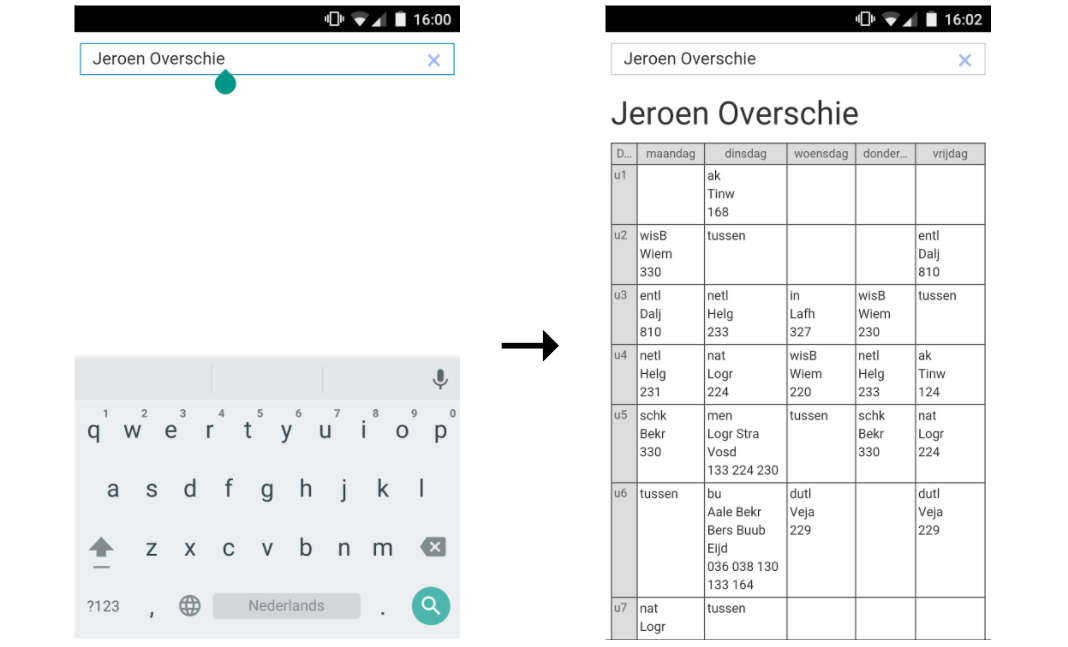 16:00
Jeroen Overschie
1 2 3 4 5 6 7 8 9 0
q w e r t y u i o p
a s d f g h j k l
z x c v b n m
?123 , Nederlands .
16:02
Jeroen Overschie
Jeroen Overschie
D... maandag dinsdag woensdag donder... vrijdag
u1
ak
Tinw
168
u2
wisB
Wiem
330
tussen
entl
Dalj
810
u3
entl
Dalj
810
netl
Helg
233
in
Lafh
327
wisB
Wiem
230
tussen
u4
netl
Helg
231
nat
Logr
224
wisB
Wiem
220
netl
Helg
233
ak
Tinw
124
u5
schk
Bekr
330
men
Logr Stra
Vosd
133 224 230
tussen
schk
Bekr
330
nat
Logr
224
u6
tussen
bu
Aale Bekr
Bers Buub
Eijd
036 038 130
133 164
dutl
Veja
229
dutl
Veja
229
u7
nat
Logr
tussen